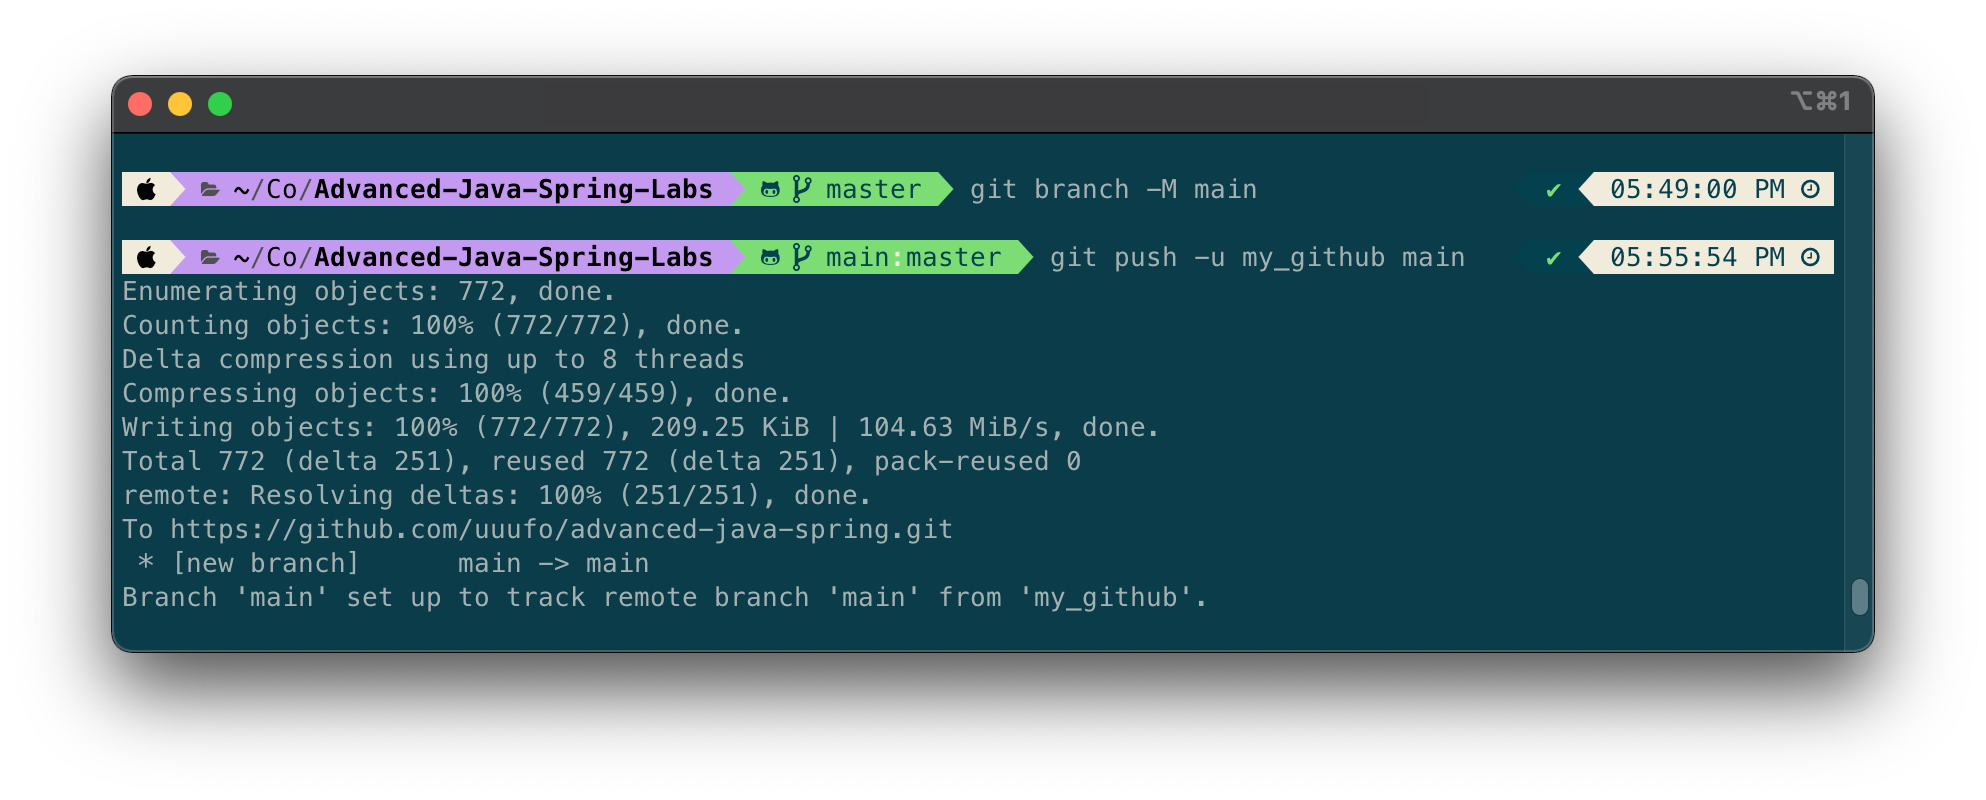 ⌥⌘1
~/Co/Advanced-Java-Spring-Labs master git branch -M main ✔ 05:49:00 PM
~/Co/Advanced-Java-Spring-Labs main:master git push -u my_github main ✔ 05:55:54 PM
Enumerating objects: 772, done.
Counting objects: 100% (772/772), done.
Delta compression using up to 8 threads
Compressing objects: 100% (459/459), done.
Writing objects: 100% (772/772), 209.25 KiB | 104.63 MiB/s, done.
Total 772 (delta 251), reused 772 (delta 251), pack-reused 0
remote: Resolving deltas: 100% (251/251), done.
To https://github.com/uuufo/advanced-java-spring.git
 * [new branch]      main -> main
Branch 'main' set up to track remote branch 'main' from 'my_github'.